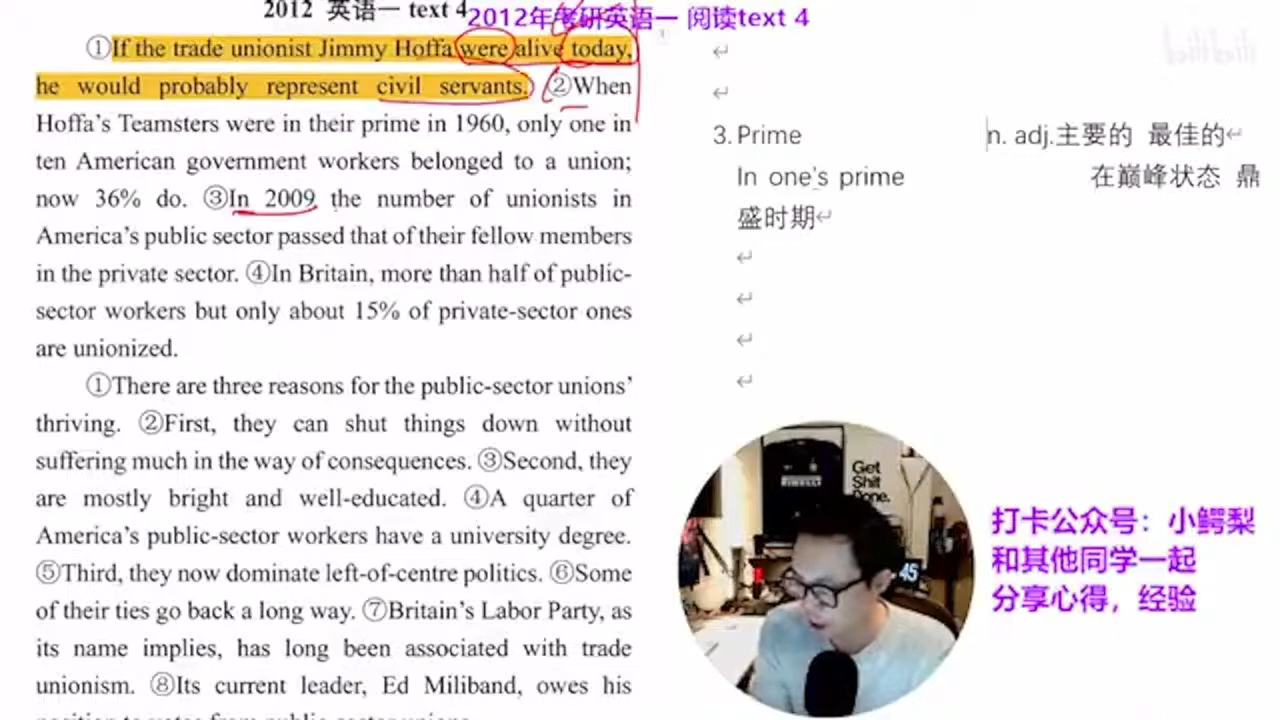 2012 英语一 text 4
2012年考研英语一 阅读text 4
①If the trade unionist Jimmy Hoffa were alive today,
he would probably represent civil servants. ②When
Hoffa's Teamsters were in their prime in 1960, only one in
ten American government workers belonged to a union;
now 36% do. ③In 2009 the number of unionists in
America's public sector passed that of their fellow members
in the private sector. ④In Britain, more than half of public-
sector workers but only about 15% of private-sector ones
are unionized.
①There are three reasons for the public-sector unions'
thriving. ②First, they can shut things down without
suffering much in the way of consequences. ③Second, they
are mostly bright and well-educated. ④A quarter of
America's public-sector workers have a university degree.
⑤Third, they now dominate left-of-centre politics. ⑥Some
of their ties go back a long way. ⑦Britain's Labor Party, as
its name implies, has long been associated with trade
unionism. ⑧Its current leader, Ed Miliband, owes his
position to votes from public-sector unions.
bilibili
3. Prime n. adj.主要的 最佳的
In one's prime 在巅峰状态 鼎
盛时期
PIRELLI
Get
Shit
Done.
45
打卡公众号：小鳄梨
和其他同学一起
分享心得，经验